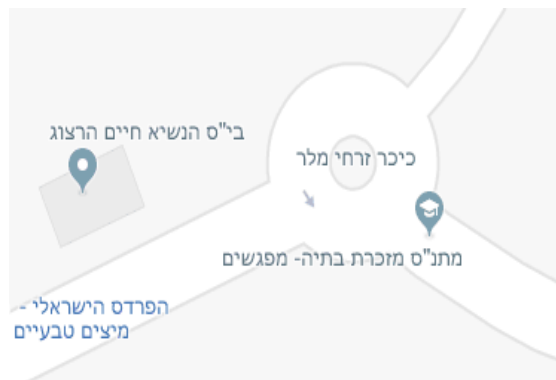 בי"ס הנשיא חיים הרצוג
כיכר זרחי מלר
מתנ"ס מזכרת בתיה- מפגשים
הפרדס הישראלי -
מיצים טבעיים